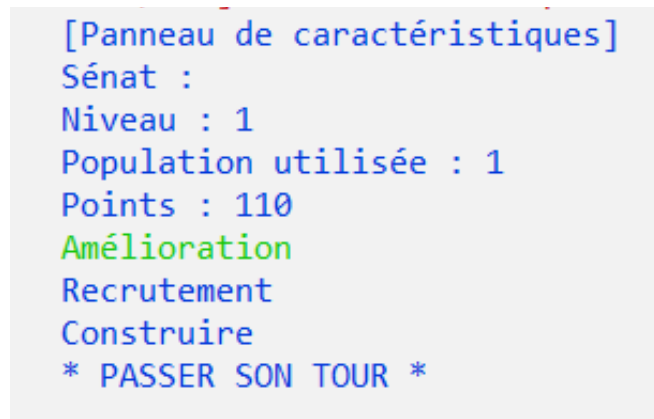 [Panneau de caractéristiques]
Sénat :
Niveau : 1
Population utilisée : 1
Points : 110
Amélioration
Recrutement
Construire
* PASSER SON TOUR *